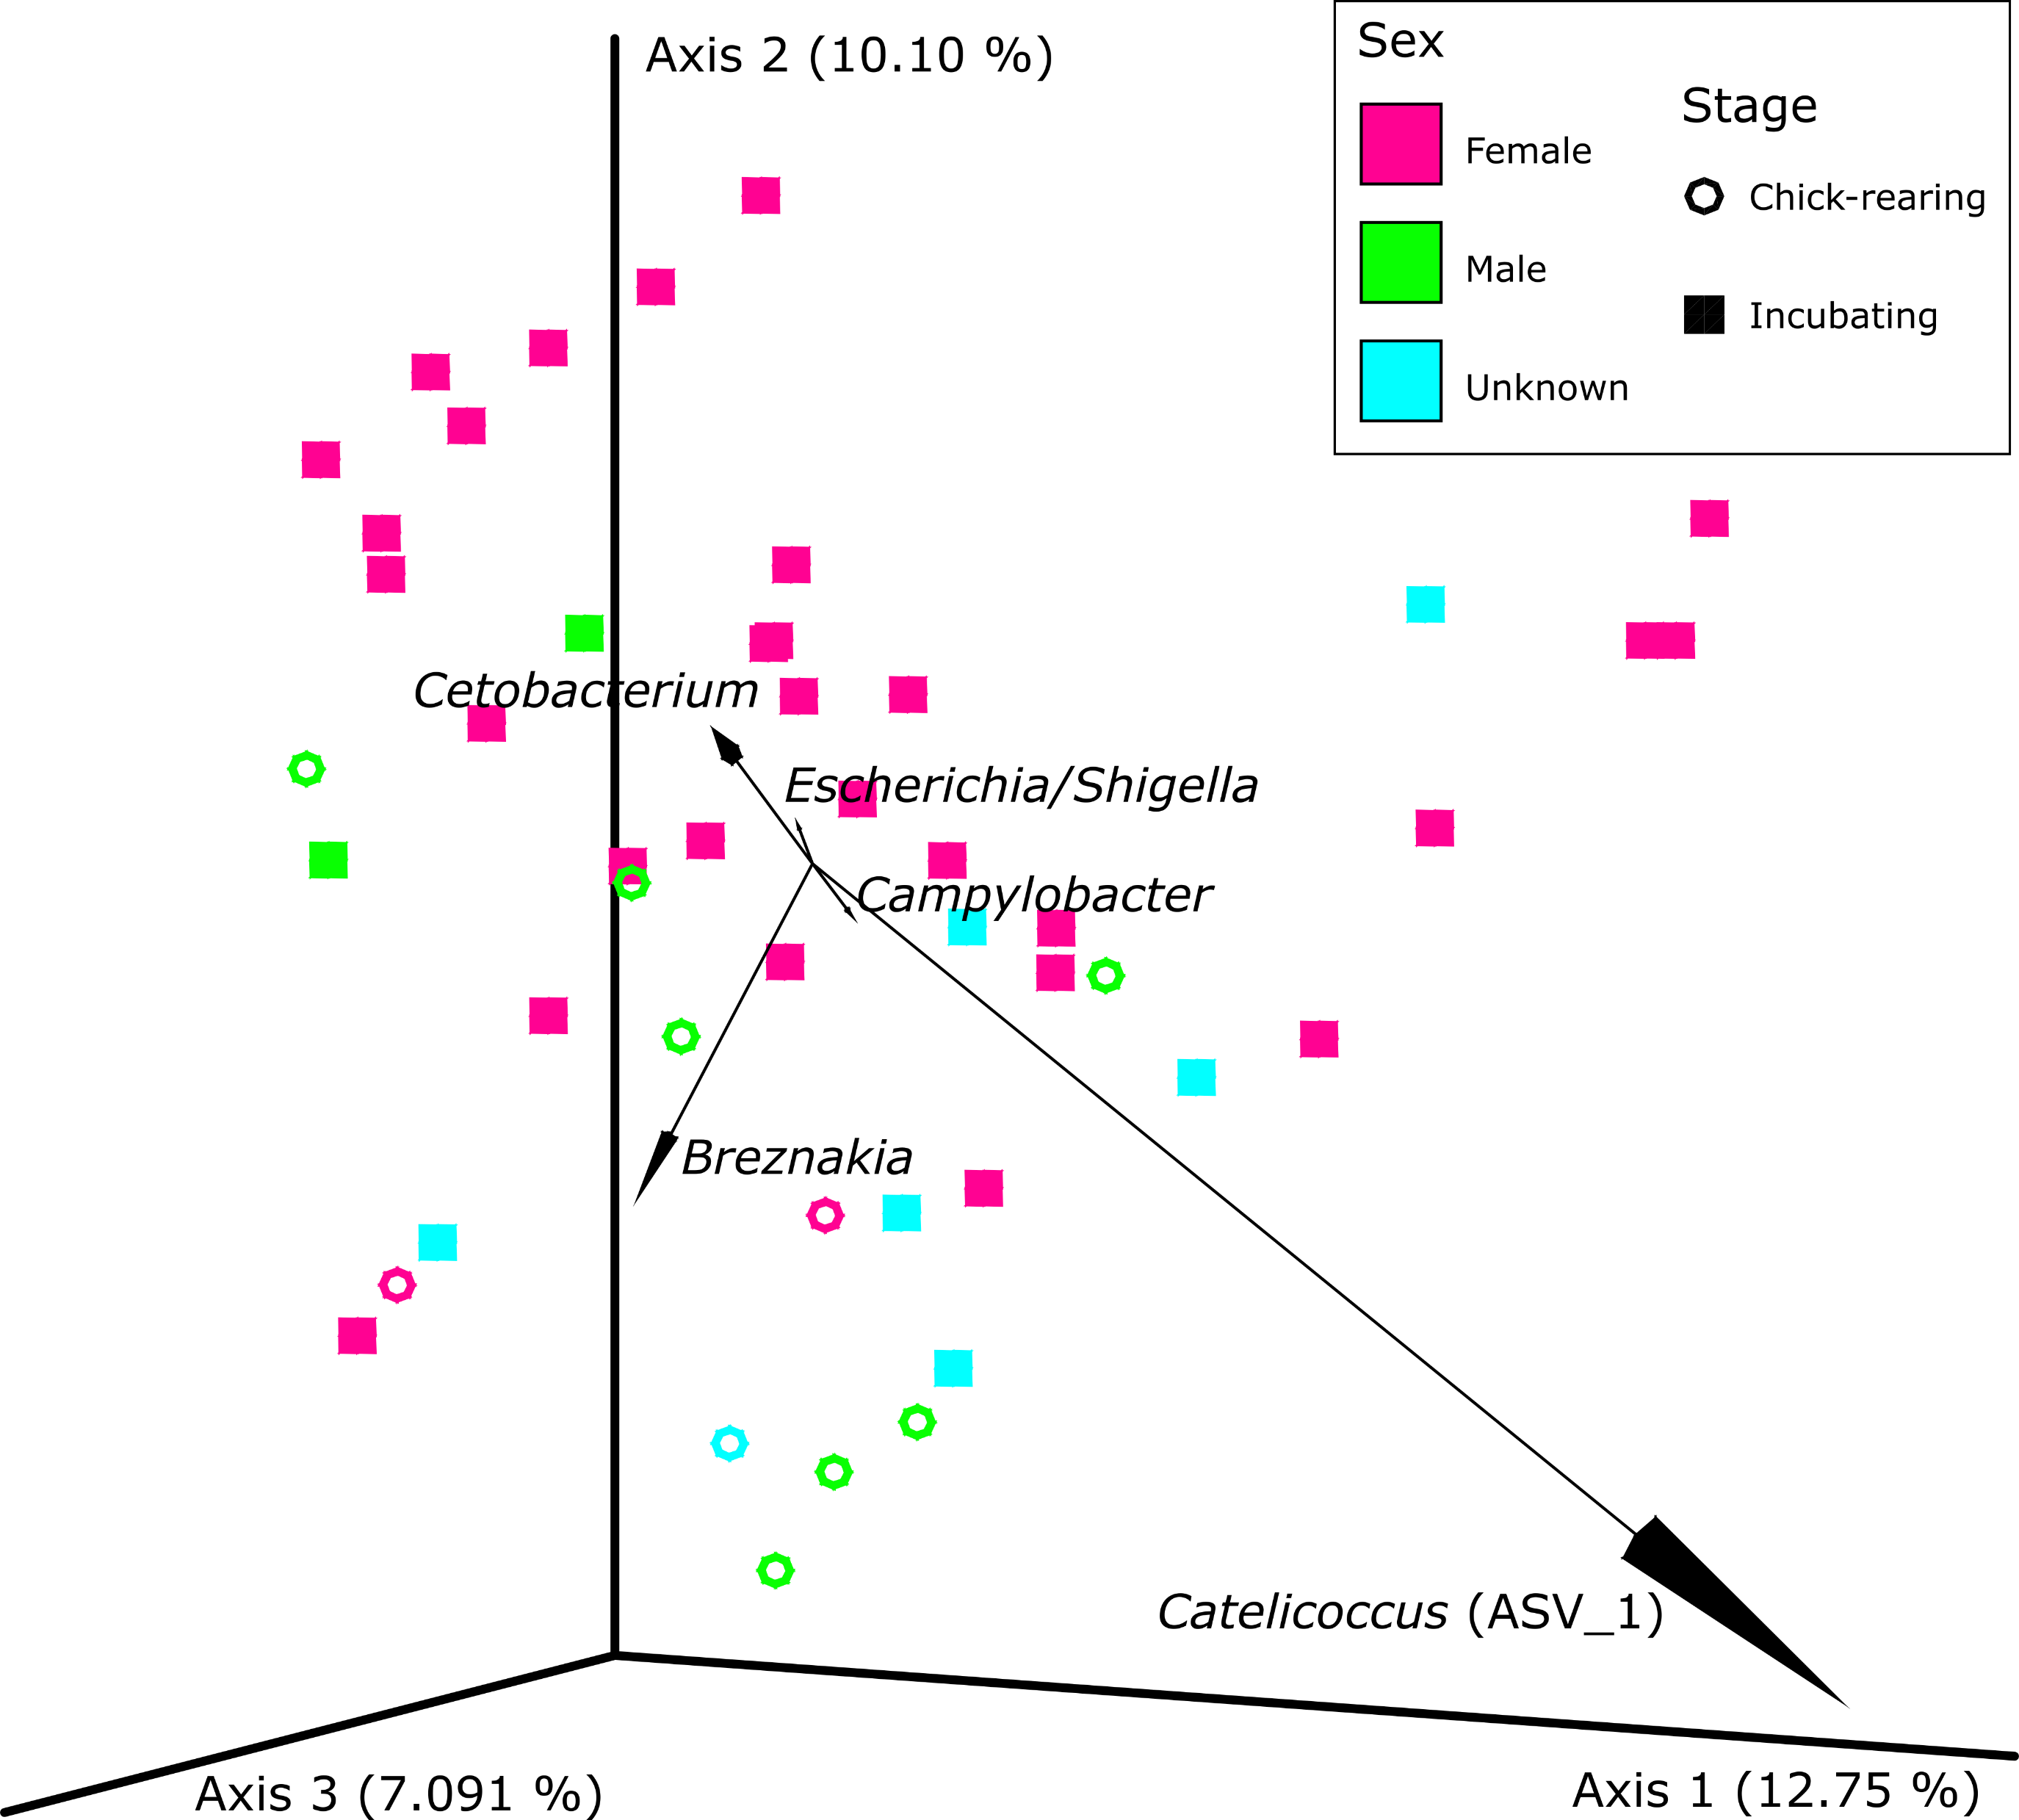 Axis 2 (10.10 %)
Sex
Female
Male
Unknown
Stage
Chick-rearing
Incubating
Cetobacterium
Escherichia/Shigella
Campylobacter
Breznakia
Catelicoccus (ASV_1)
Axis 3 (7.091 %)
Axis 1 (12.75 %)